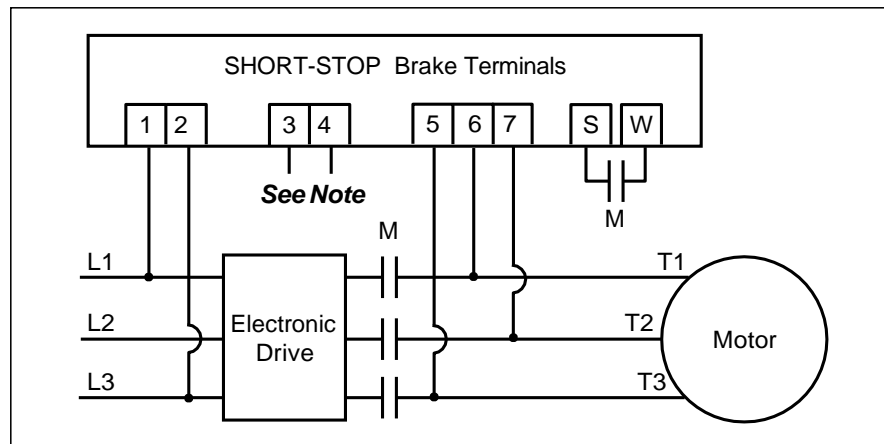 SHORT-STOP Brake Terminals
1 2 3 4 5 6 7 S W
See Note
M
M
L1 T1
L2 Electronic T2
Drive Motor
L3 T3